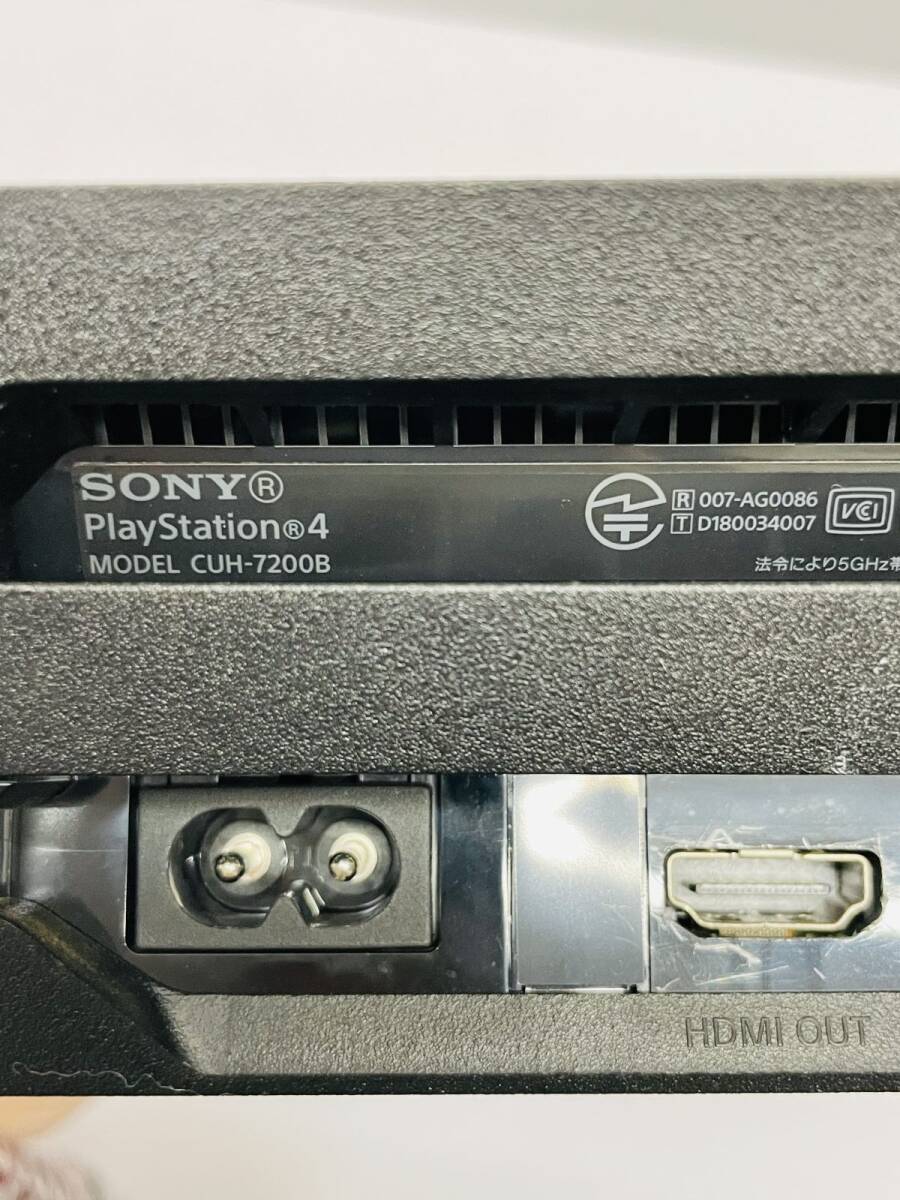 SONY®
PlayStation®4
MODEL CUH-7200B
R 007-AG0086
T D180034007
VCI
法令により5GHz帯
HDMI OUT